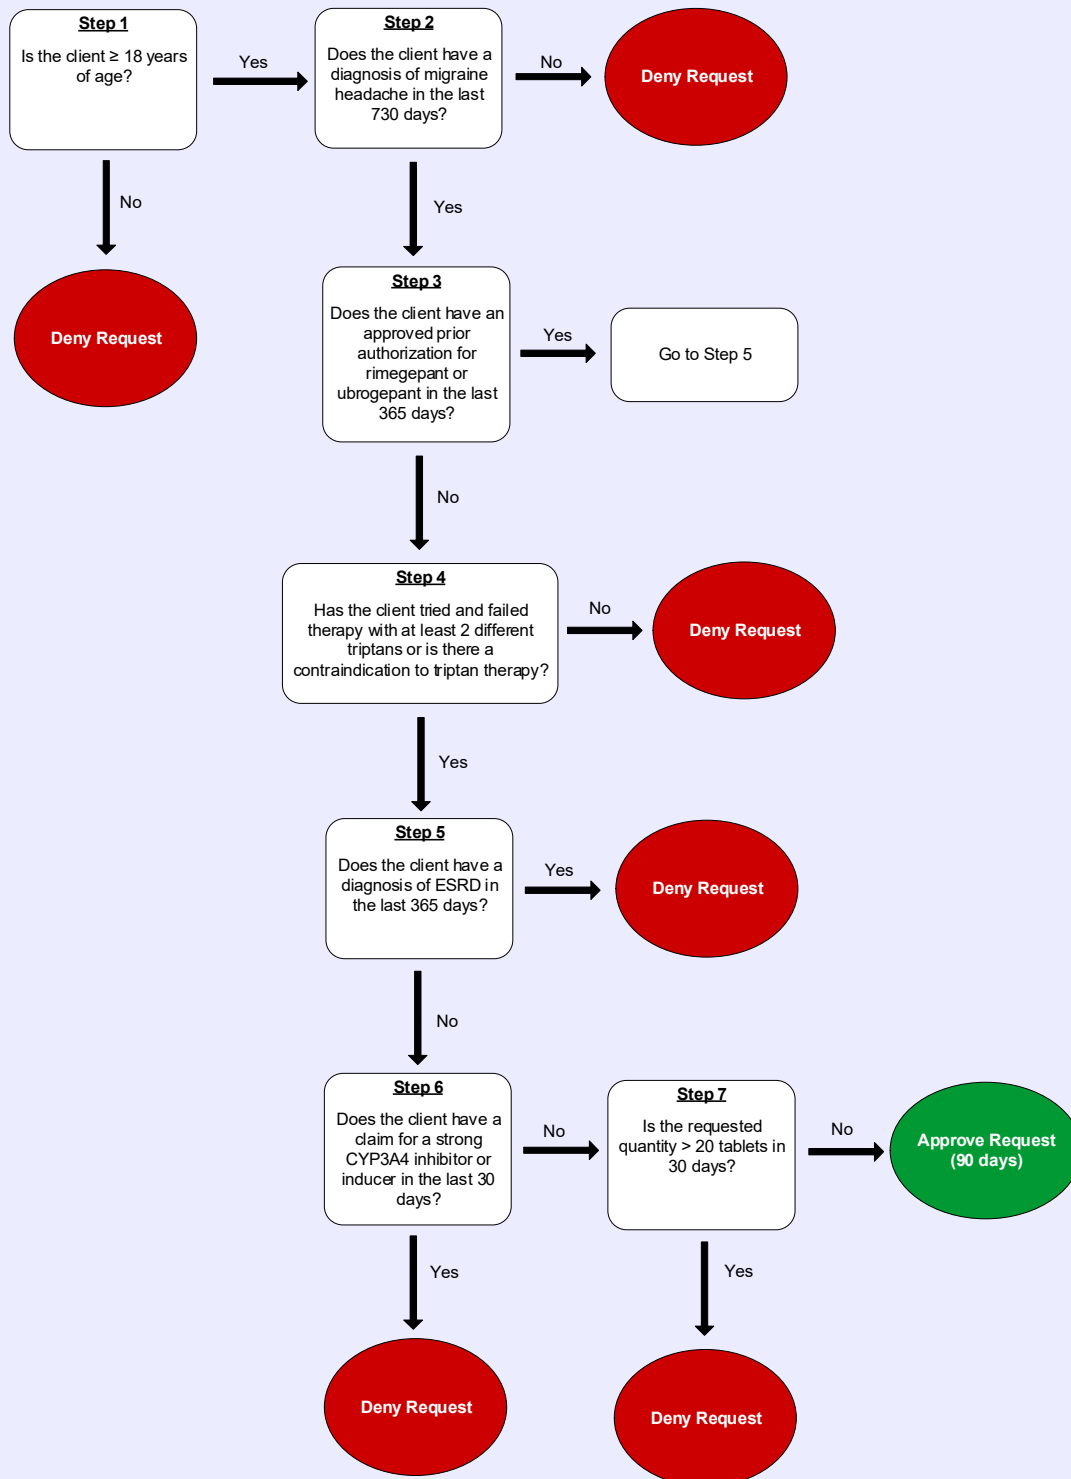 Step 1
Is the client ≥ 18 years
of age?
Yes
Step 2
Does the client have a
diagnosis of migraine
headache in the last
730 days?
No
Deny Request
No
Deny Request
Yes
Step 3
Does the client have an
approved prior
authorization for
rimegepant or
ubrogepant in the last
365 days?
Yes
Go to Step 5
No
Step 4
Has the client tried and failed
therapy with at least 2 different
triptans or is there a
contraindication to triptan therapy?
No
Deny Request
Yes
Step 5
Does the client have a
diagnosis of ESRD in
the last 365 days?
Yes
Deny Request
No
Step 6
Does the client have a
claim for a strong
CYP3A4 inhibitor or
inducer in the last 30
days?
No
Step 7
Is the requested
quantity > 20 tablets in
30 days?
No
Approve Request
(90 days)
Yes
Deny Request
Yes
Deny Request